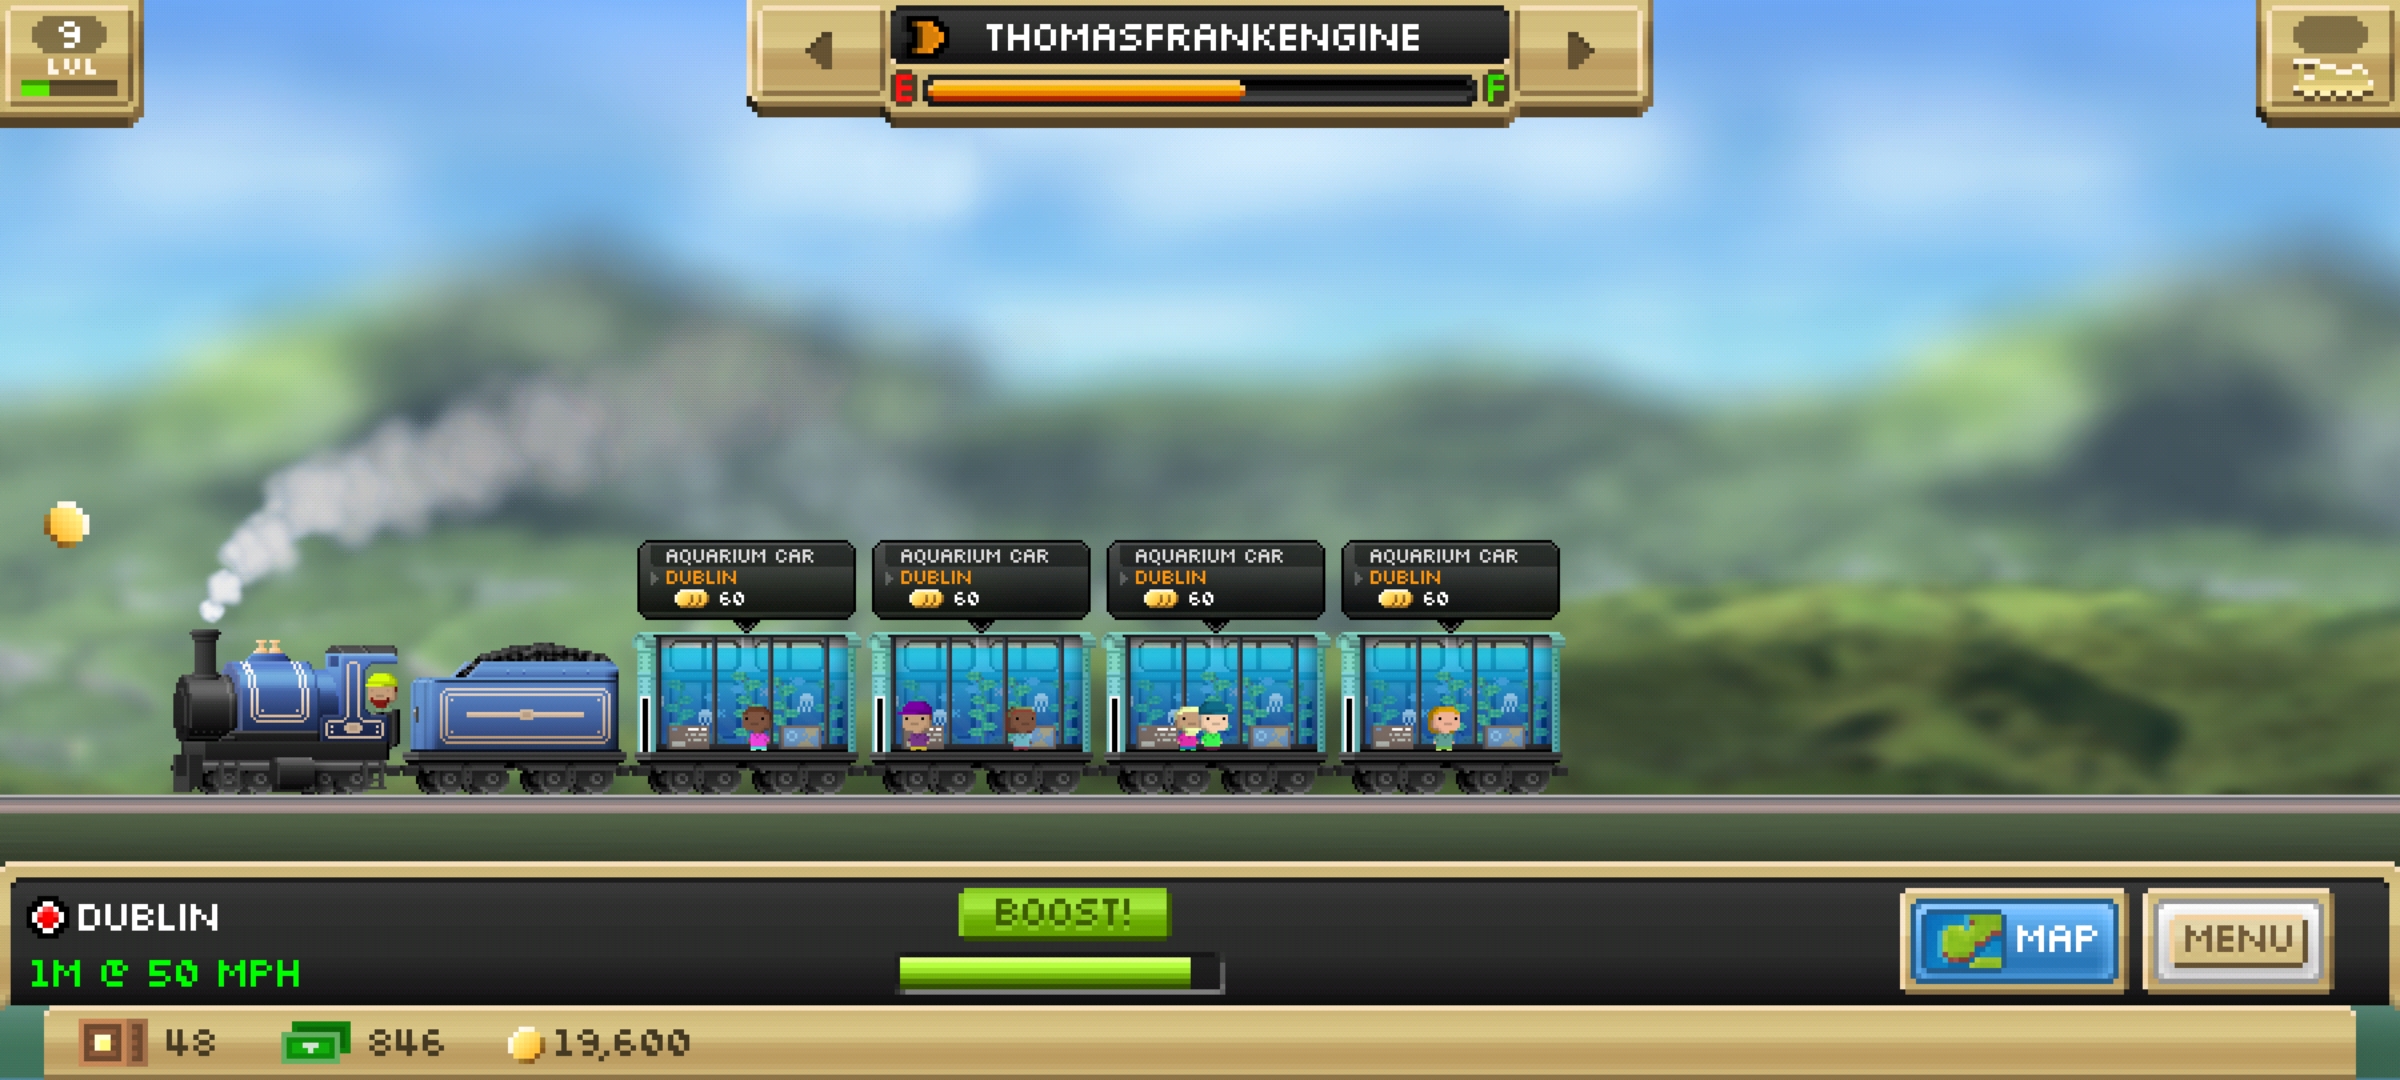 9
LVL
THOMASFRANKENGINE
E F
AQUARIUM CAR
DUBLIN
60
AQUARIUM CAR
DUBLIN
60
AQUARIUM CAR
DUBLIN
60
AQUARIUM CAR
DUBLIN
60
DUBLIN
BOOST!
1M @ 50 MPH
MAP
MENU
48
846
19,600